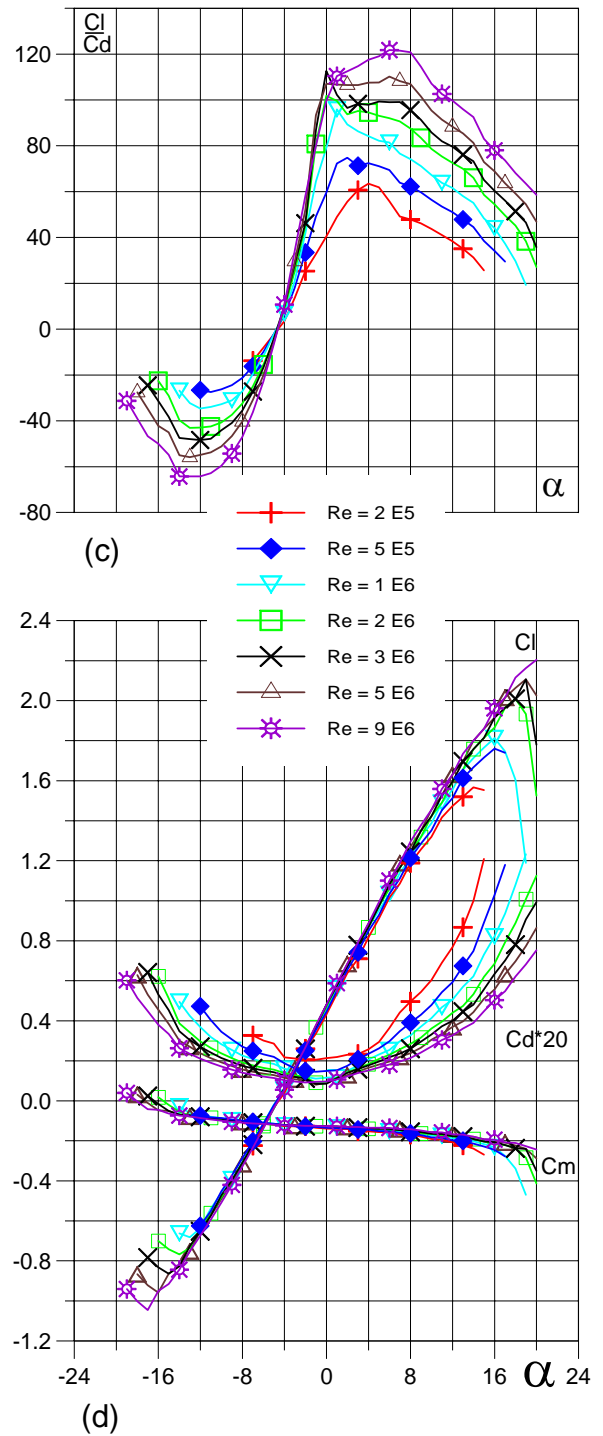 Cl
Cd
120
80
40
0
-40
-80
α
(c)
Re = 2 E5
Re = 5 E5
Re = 1 E6
Re = 2 E6
Re = 3 E6
Re = 5 E6
Re = 9 E6
2.4
2.0
1.6
1.2
0.8
0.4
0.0
-0.4
-0.8
-1.2
Cl
Cd*20
Cm
-24 -16 -8 0 8 16 24
α
(d)